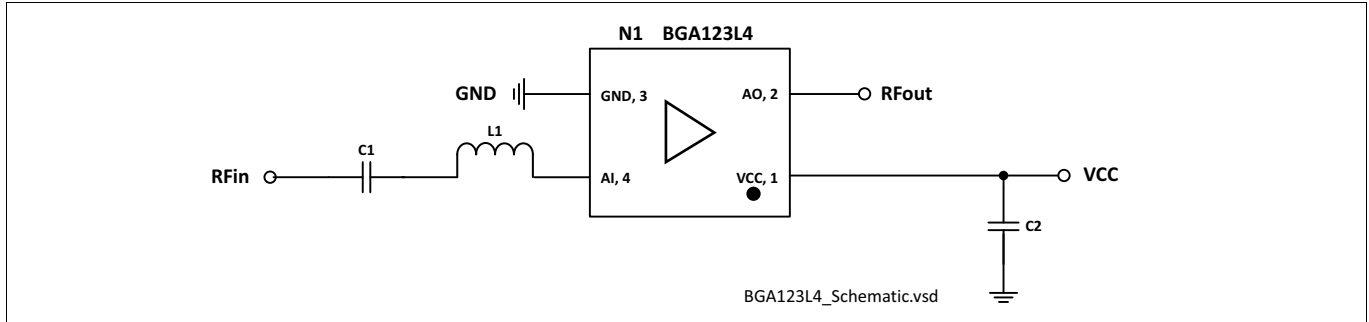 N1 BGA123L4
GND
GND, 3
AO, 2
RFout
C1
L1
RFin
AI, 4
VCC, 1
VCC
C2
BGA123L4_Schematic.vsd